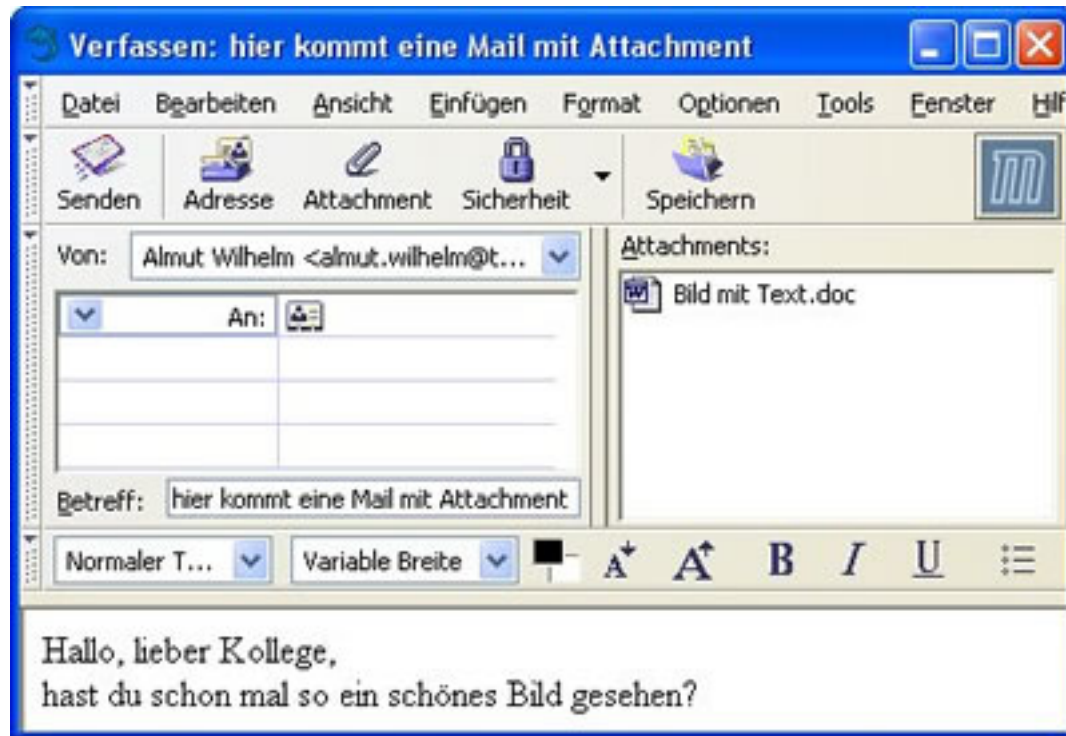 Verfassen: hier kommt eine Mail mit Attachment
Datei Bearbeiten Ansicht Einfügen Format Optionen Tools Fenster Hilf
Senden Adresse Attachment Sicherheit Speichern
Von: Almut Wilhelm <almut.wilhelm@t...
Attachments:
Bild mit Text.doc
An:
Betreff: hier kommt eine Mail mit Attachment
Normaler T... Variable Breite A A B I U
Hallo, lieber Kollege,
hast du schon mal so ein schönes Bild gesehen?